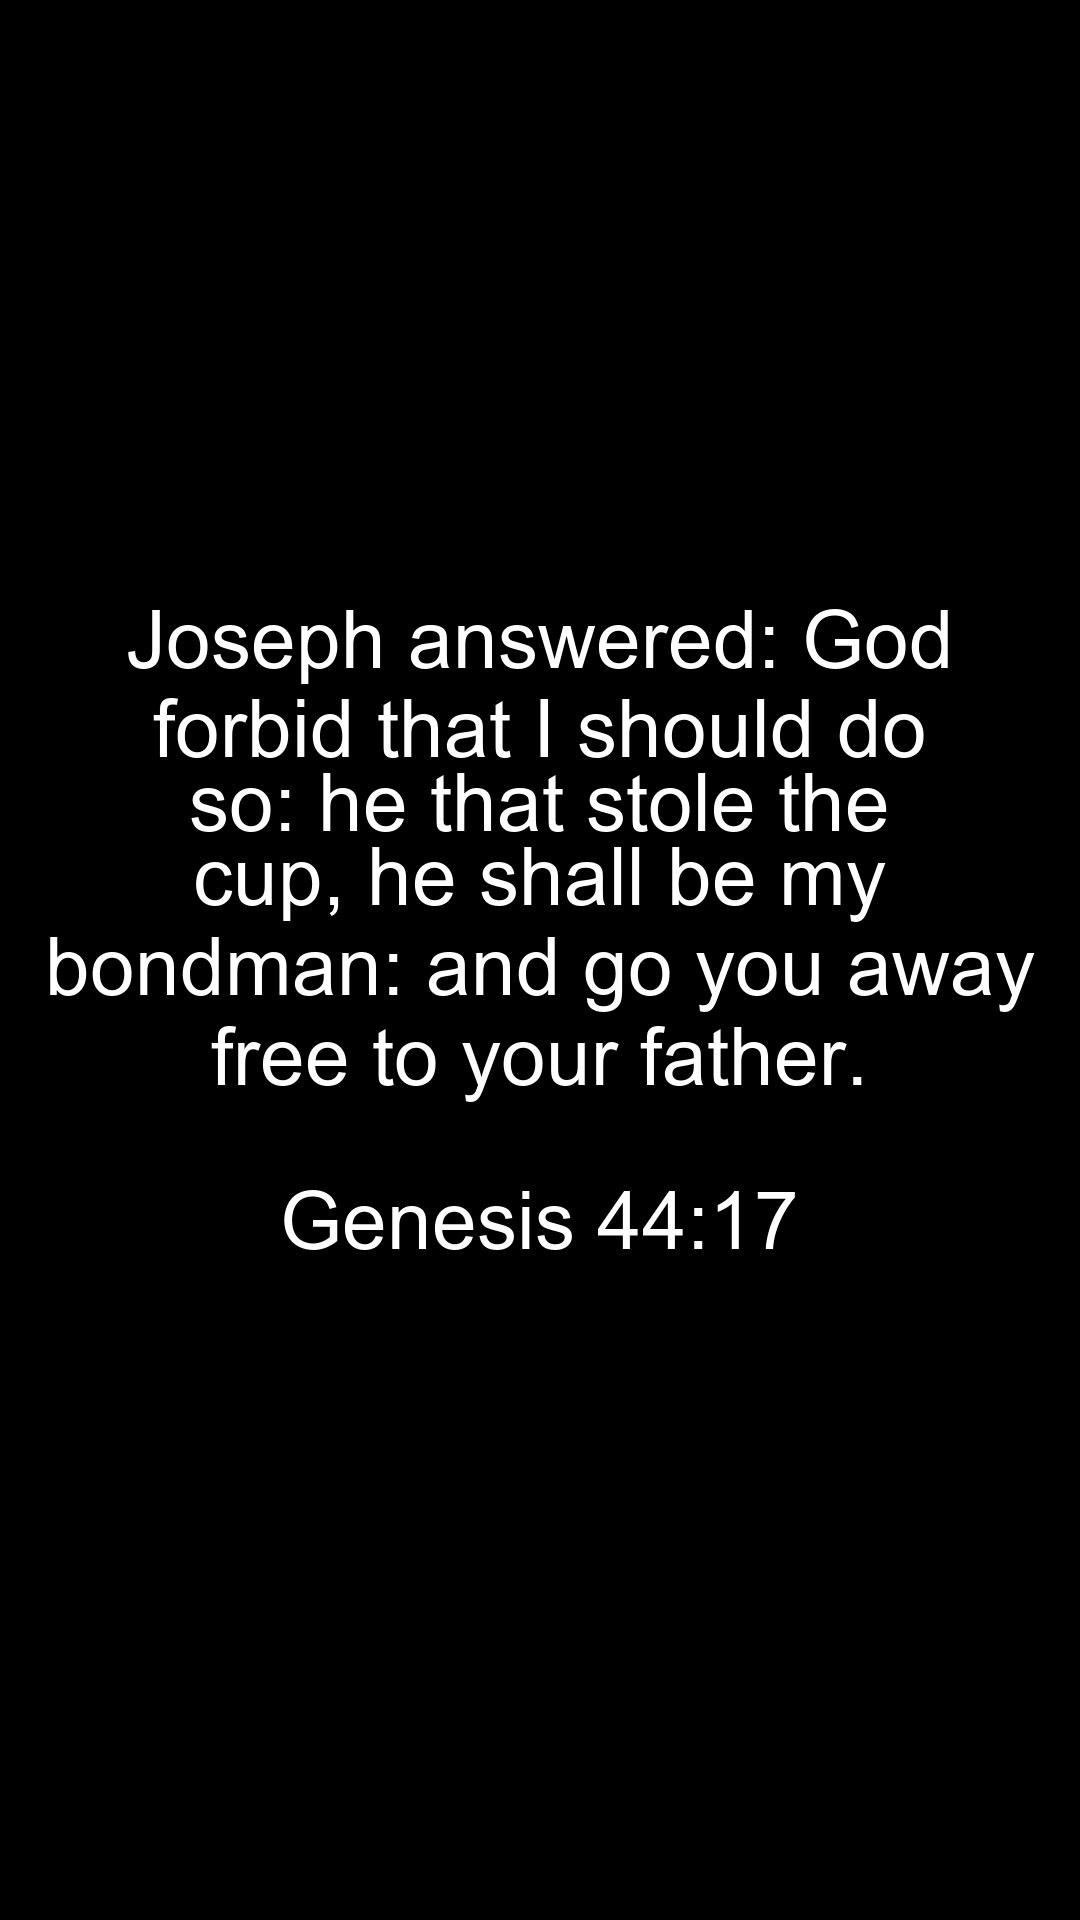 Joseph answered: God
forbid that I should do
so: he that stole the
cup, he shall be my
bondman: and go you away
free to your father.
Genesis 44:17